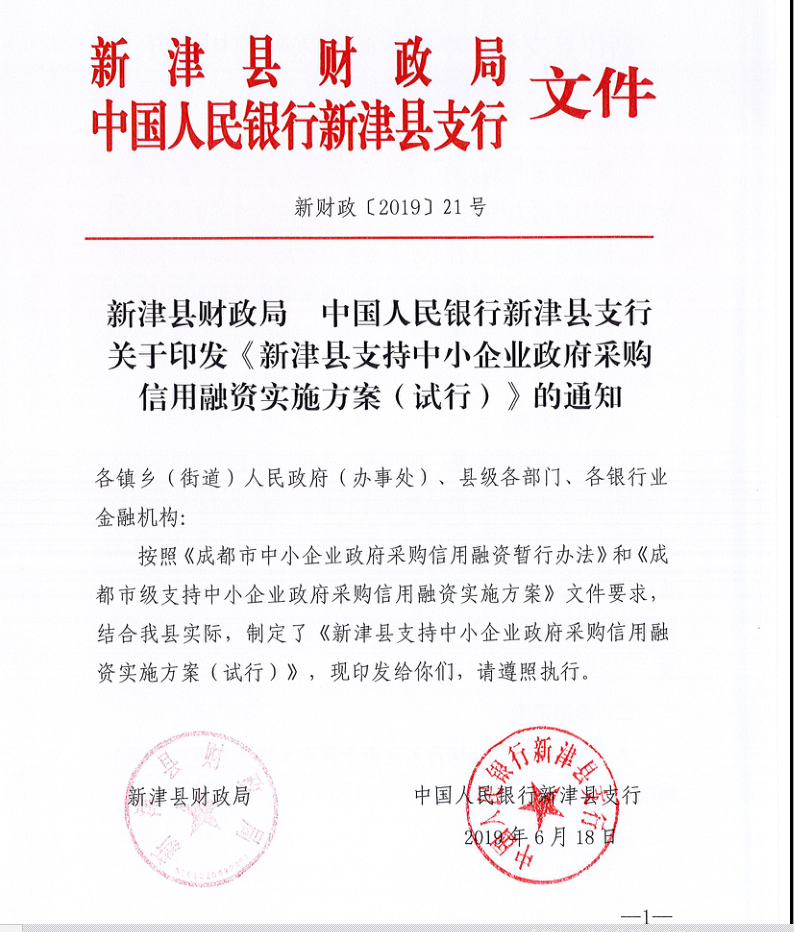 新津县财政局
中国人民银行新津县支行
文件
新财政〔2019〕21号
新津县财政局 中国人民银行新津县支行
关于印发《新津县支持中小企业政府采购
信用融资实施方案（试行）》的通知
各镇乡（街道）人民政府（办事处）、县级各部门、各银行业
金融机构：
按照《成都市中小企业政府采购信用融资暂行办法》和《成
都市级支持中小企业政府采购信用融资实施方案》文件要求，
结合我县实际，制定了《新津县支持中小企业政府采购信用融
资实施方案（试行）》，现印发给你们，请遵照执行。
新津县财政局
新津县财政局
中国人民银行新津县支行
中国人民银行新津县支行
2019年6月18日
—1—